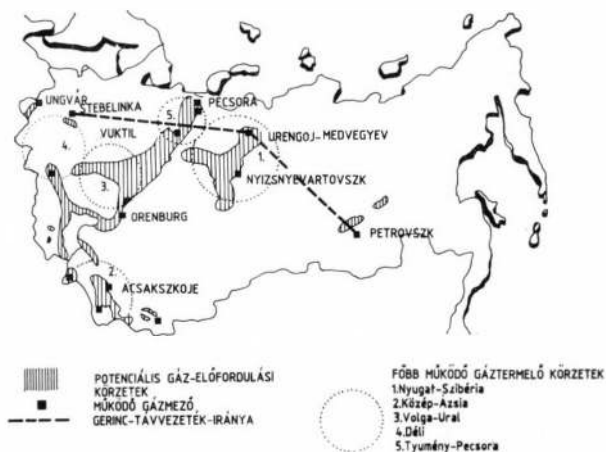 UNGVÁR
STEBELINKA
PECSORA
VUKTIL
5.
URENGOJ-MEDVEGYEV
1.
4.
NYIZSNYEVARTOVSZK
3.
ORENBURG
PETROVSZK
2.
ACSAKSZKOJE
POTENCIÁLIS GÁZ-ELŐFORDULÁSI
KÖRZETEK
MŰKÖDŐ GÁZMEZŐ
GERINC-TÁVVEZETÉK-IRÁNYA
FŐBB MŰKÖDŐ GÁZTERMELŐ KÖRZETEK
1.Nyugat-Szibéria
2.Közép-Ázsia
3.Volga-Ural
4.Déli
5.Tyumény-Pecsora